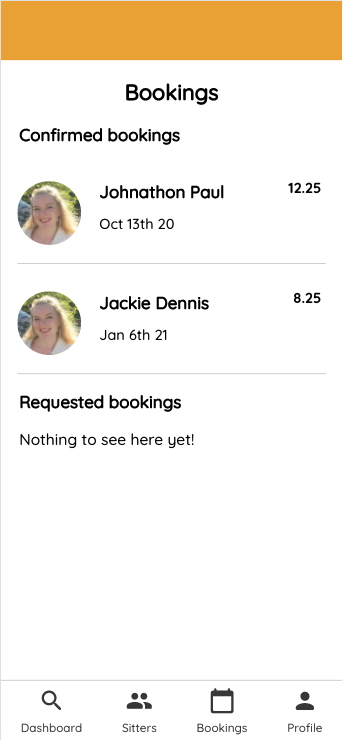 Bookings
Confirmed bookings
Johnathon Paul 12.25
Oct 13th 20
Jackie Dennis 8.25
Jan 6th 21
Requested bookings
Nothing to see here yet!
Dashboard Sitters Bookings Profile